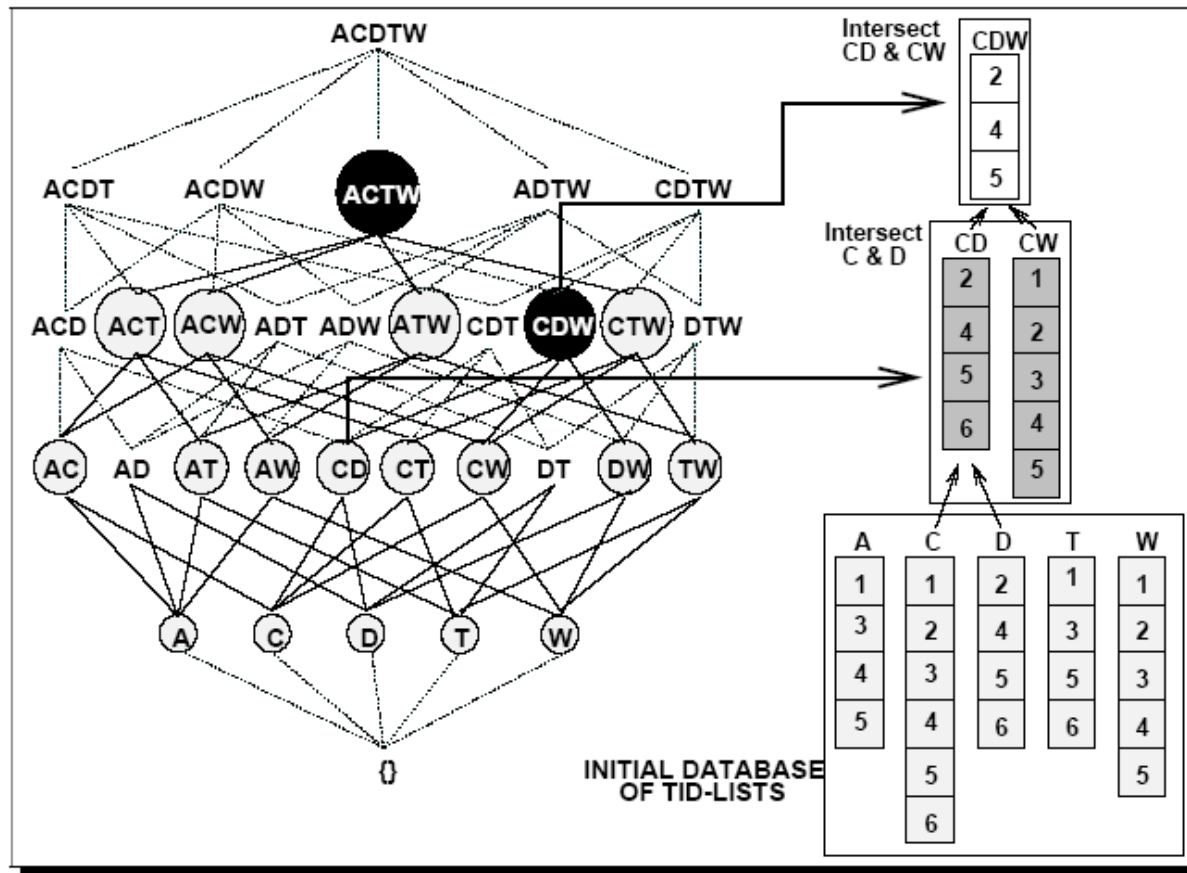 ACDTW
ACDT ACDW ACTW ADTW CDTW
ACD ACT ACW ADT ADW ATW CDT CDW CTW DTW
AC AD AT AW CD CT CW DT DW TW
A C D T W
{}
Intersect
CD & CW
CDW
2
4
5
Intersect
C & D
CD CW
2 1
4 2
5 3
6 4
5
INITIAL DATABASE
OF TID-LISTS
A C D T W
1 1 2 1 1
3 2 4 3 2
4 3 5 5 3
5 4 6 6 4
5 5
6